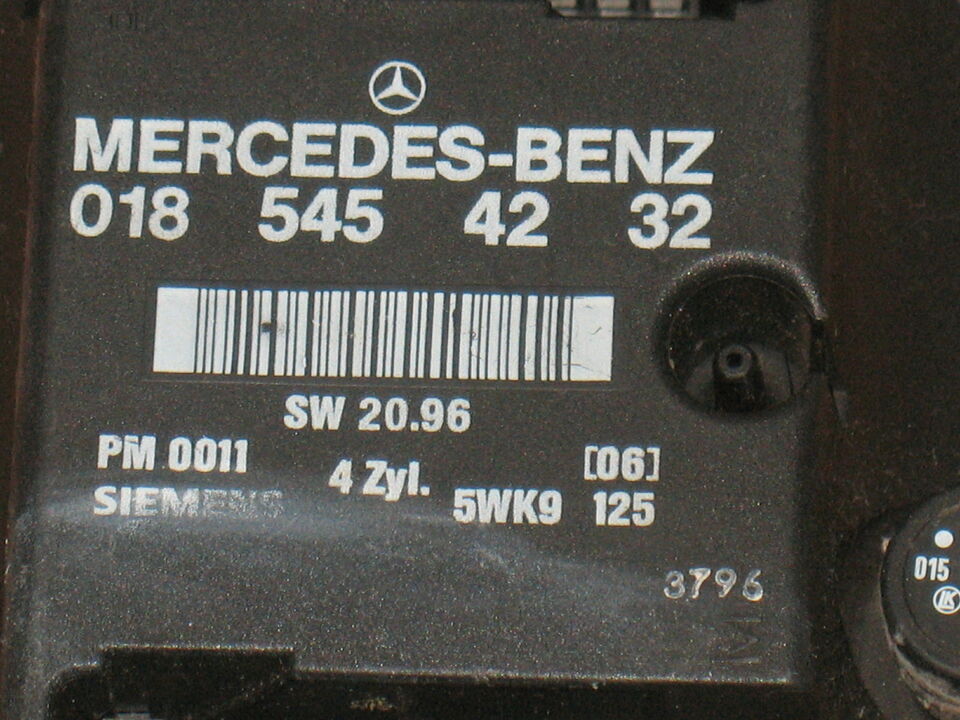 MERCEDES-BENZ
018 545 42 32
SW 20.96
PM 0011 4 Zyl. [06]
SIEMENS 5WK9 125
3796
015